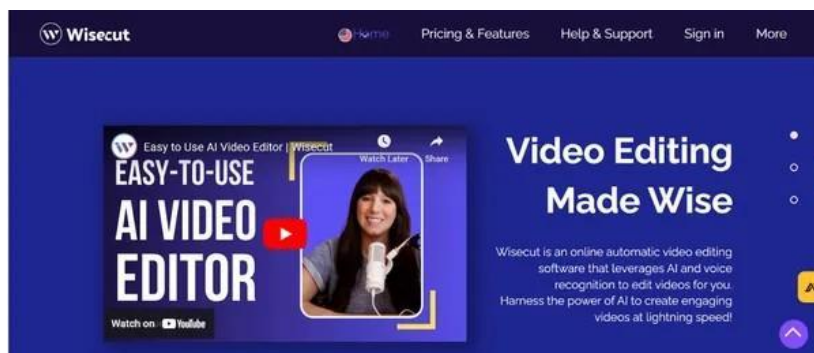 Wisecut
Home
Pricing & Features
Help & Support
Sign in
More
Easy to Use AI Video Editor | Wisecut
Watch Later
Share
EASY-TO-USE
AI VIDEO
EDITOR
Watch on YouTube
Video Editing
Made Wise
Wisecut is an online automatic video editing
software that leverages AI and voice
recognition to edit videos for you.
Harness the power of AI to create engaging
videos at lightning speed!